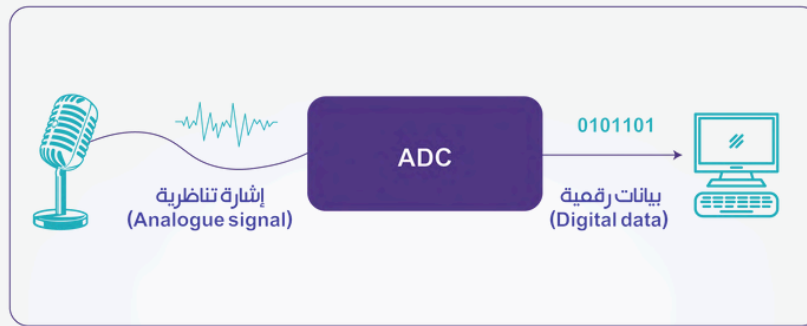 0101101
ADC
إشارة تناظرية
(Analogue signal)
بيانات رقمية
(Digital data)